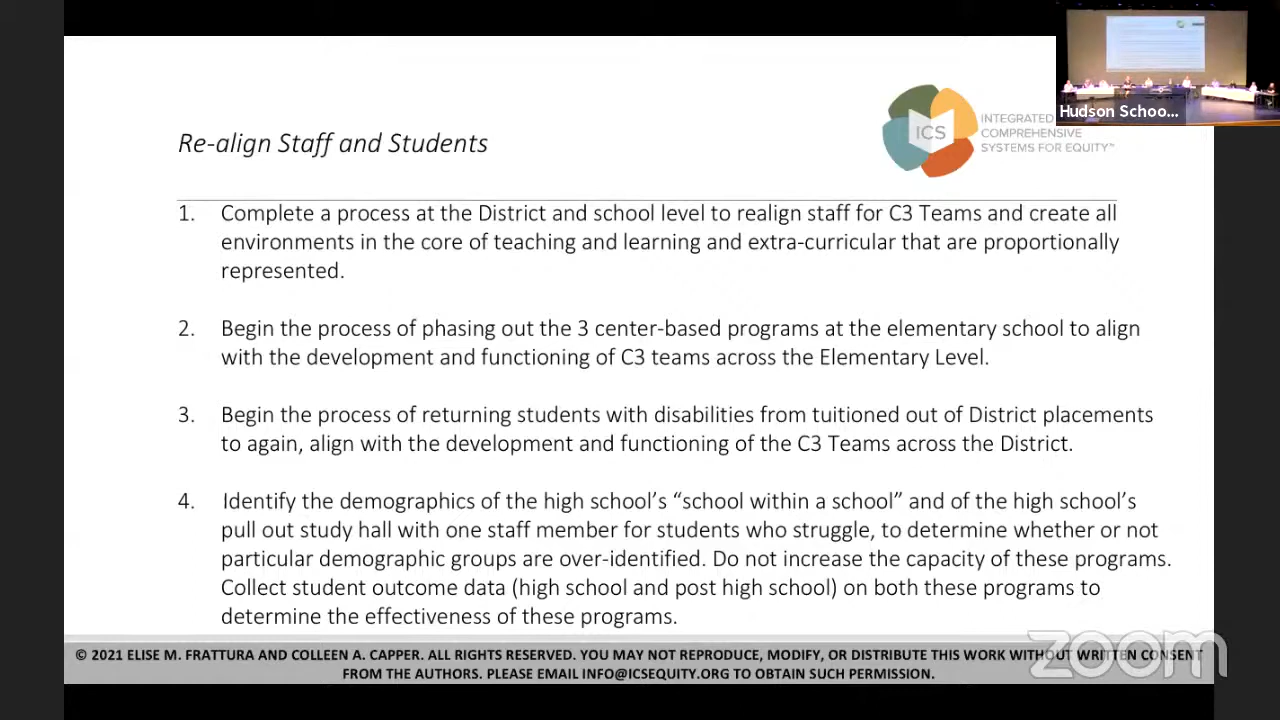 Hudson Schoo...
Re-align Staff and Students
ICS
INTEGRATED
COMPREHENSIVE
SYSTEMS FOR EQUITY™
1. Complete a process at the District and school level to realign staff for C3 Teams and create all
environments in the core of teaching and learning and extra-curricular that are proportionally
represented.
2. Begin the process of phasing out the 3 center-based programs at the elementary school to align
with the development and functioning of C3 teams across the Elementary Level.
3. Begin the process of returning students with disabilities from tuitioned out of District placements
to again, align with the development and functioning of the C3 Teams across the District.
4. Identify the demographics of the high school’s “school within a school” and of the high school’s
pull out study hall with one staff member for students who struggle, to determine whether or not
particular demographic groups are over-identified. Do not increase the capacity of these programs.
Collect student outcome data (high school and post high school) on both these programs to
determine the effectiveness of these programs.
© 2021 ELISE M. FRATTURA AND COLLEEN A. CAPPER. ALL RIGHTS RESERVED. YOU MAY NOT REPRODUCE, MODIFY, OR DISTRIBUTE THIS WORK WITHOUT WRITTEN CONSENT
FROM THE AUTHORS. PLEASE EMAIL INFO@ICSEQUITY.ORG TO OBTAIN SUCH PERMISSION.
zoom